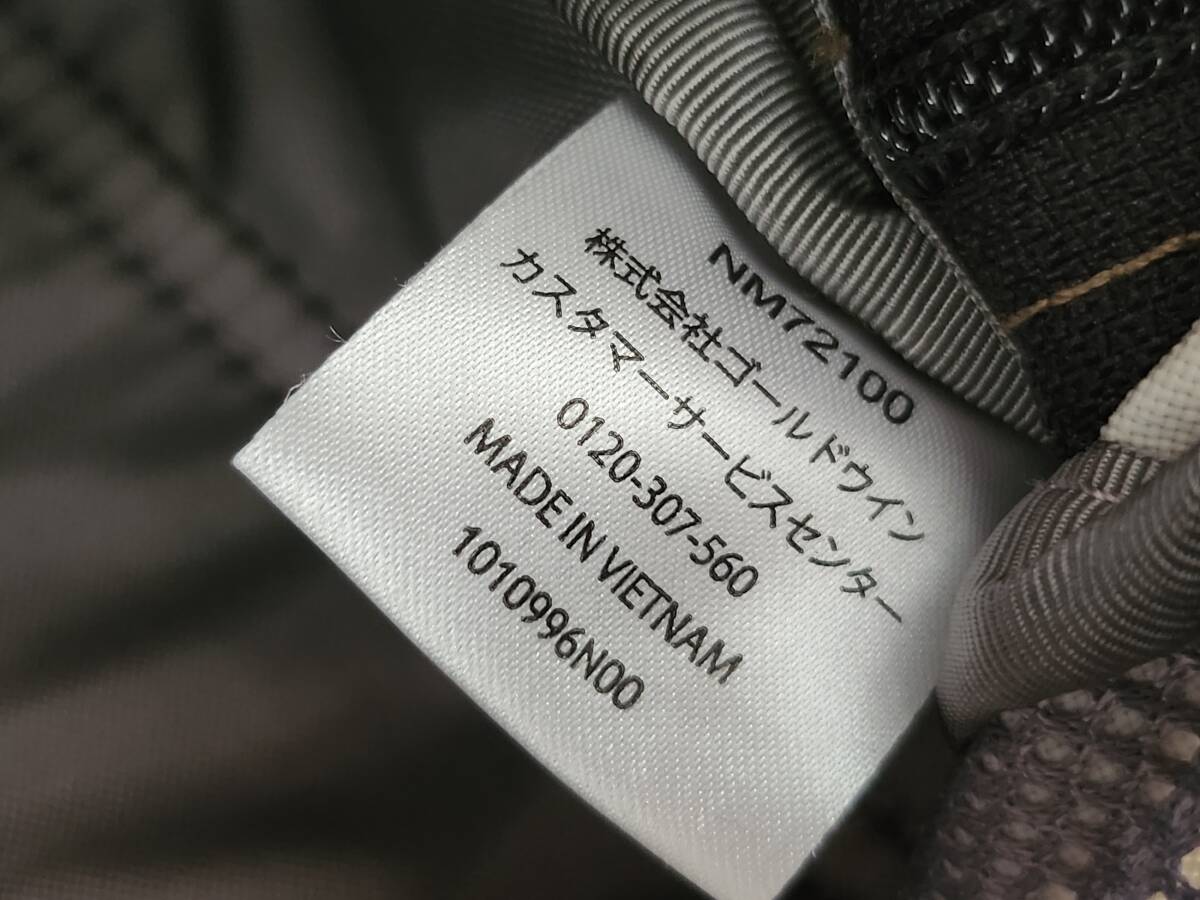 NM72100
株式会社ゴールドウイン
カスタマーサービスセンター
0120-307-560
MADE IN VIETNAM
1010996N00